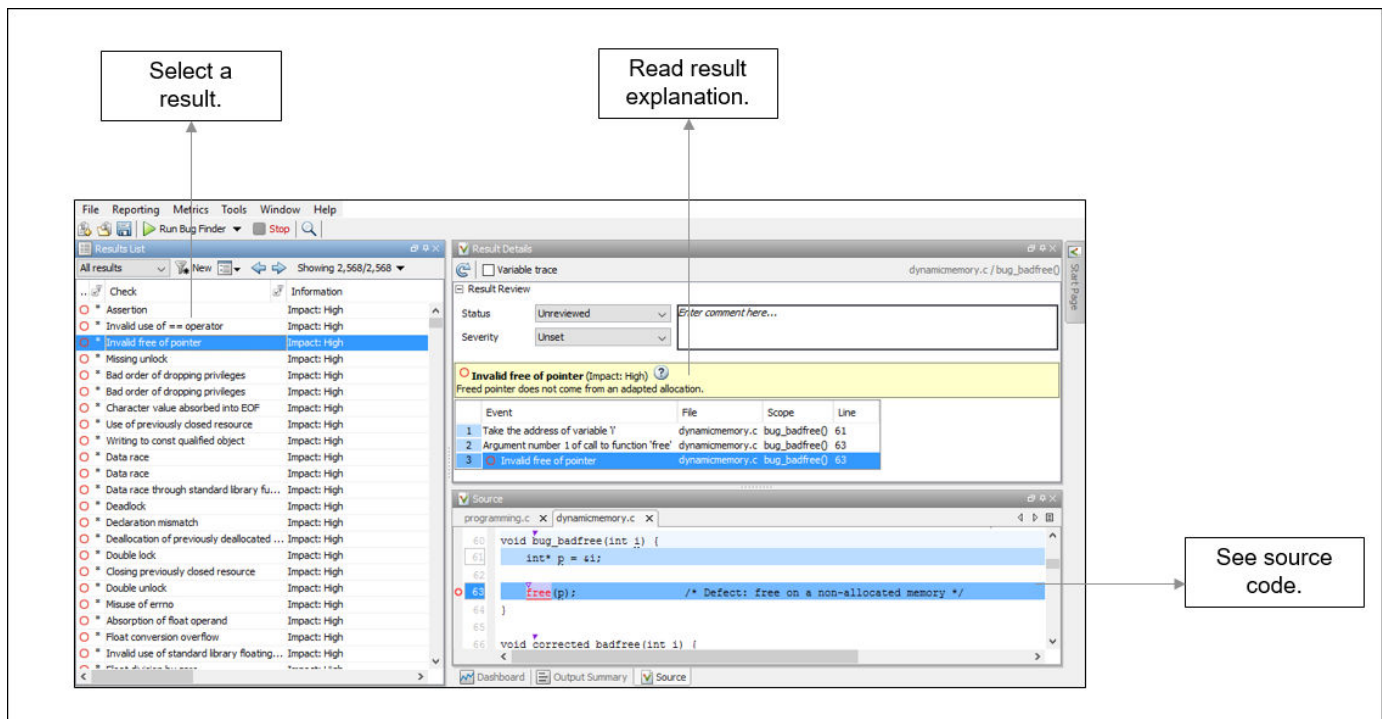 Select a
result.
Read result
explanation.
File Reporting Metrics Tools Window Help
Run Bug Finder Stop
Results List
All results New Showing 2,568/2,568
.. Check Information
* Assertion Impact: High
* Invalid use of == operator Impact: High
* Invalid free of pointer Impact: High
* Missing unlock Impact: High
* Bad order of dropping privileges Impact: High
* Bad order of dropping privileges Impact: High
* Character value absorbed into EOF Impact: High
* Use of previously closed resource Impact: High
* Writing to const qualified object Impact: High
* Data race Impact: High
* Data race Impact: High
* Data race through standard library fu... Impact: High
* Deadlock Impact: High
* Declaration mismatch Impact: High
* Deallocation of previously deallocated ... Impact: High
* Double lock Impact: High
* Closing previously closed resource Impact: High
* Double unlock Impact: High
* Misuse of errno Impact: High
* Absorption of float operand Impact: High
* Float conversion overflow Impact: High
* Invalid use of standard library floating... Impact: High
Result Details
Variable trace dynamicmemory.c / bug_badfree()
Result Review
Status Unreviewed Enter comment here...
Severity Unset
Invalid free of pointer (Impact: High) ?
Freed pointer does not come from an adapted allocation.
Event File Scope Line
1 Take the address of variable 'i' dynamicmemory.c bug_badfree() 61
2 Argument number 1 of call to function 'free' dynamicmemory.c bug_badfree() 63
3 Invalid free of pointer dynamicmemory.c bug_badfree() 63
Start Page
Source
programming.c x dynamicmemory.c x
60 void bug_badfree(int i) {
61 int* p = &i;
62
63 free(p); /* Defect: free on a non-allocated memory */
64 }
65
66 void corrected_badfree(int i) {
Dashboard Output Summary Source
See source
code.